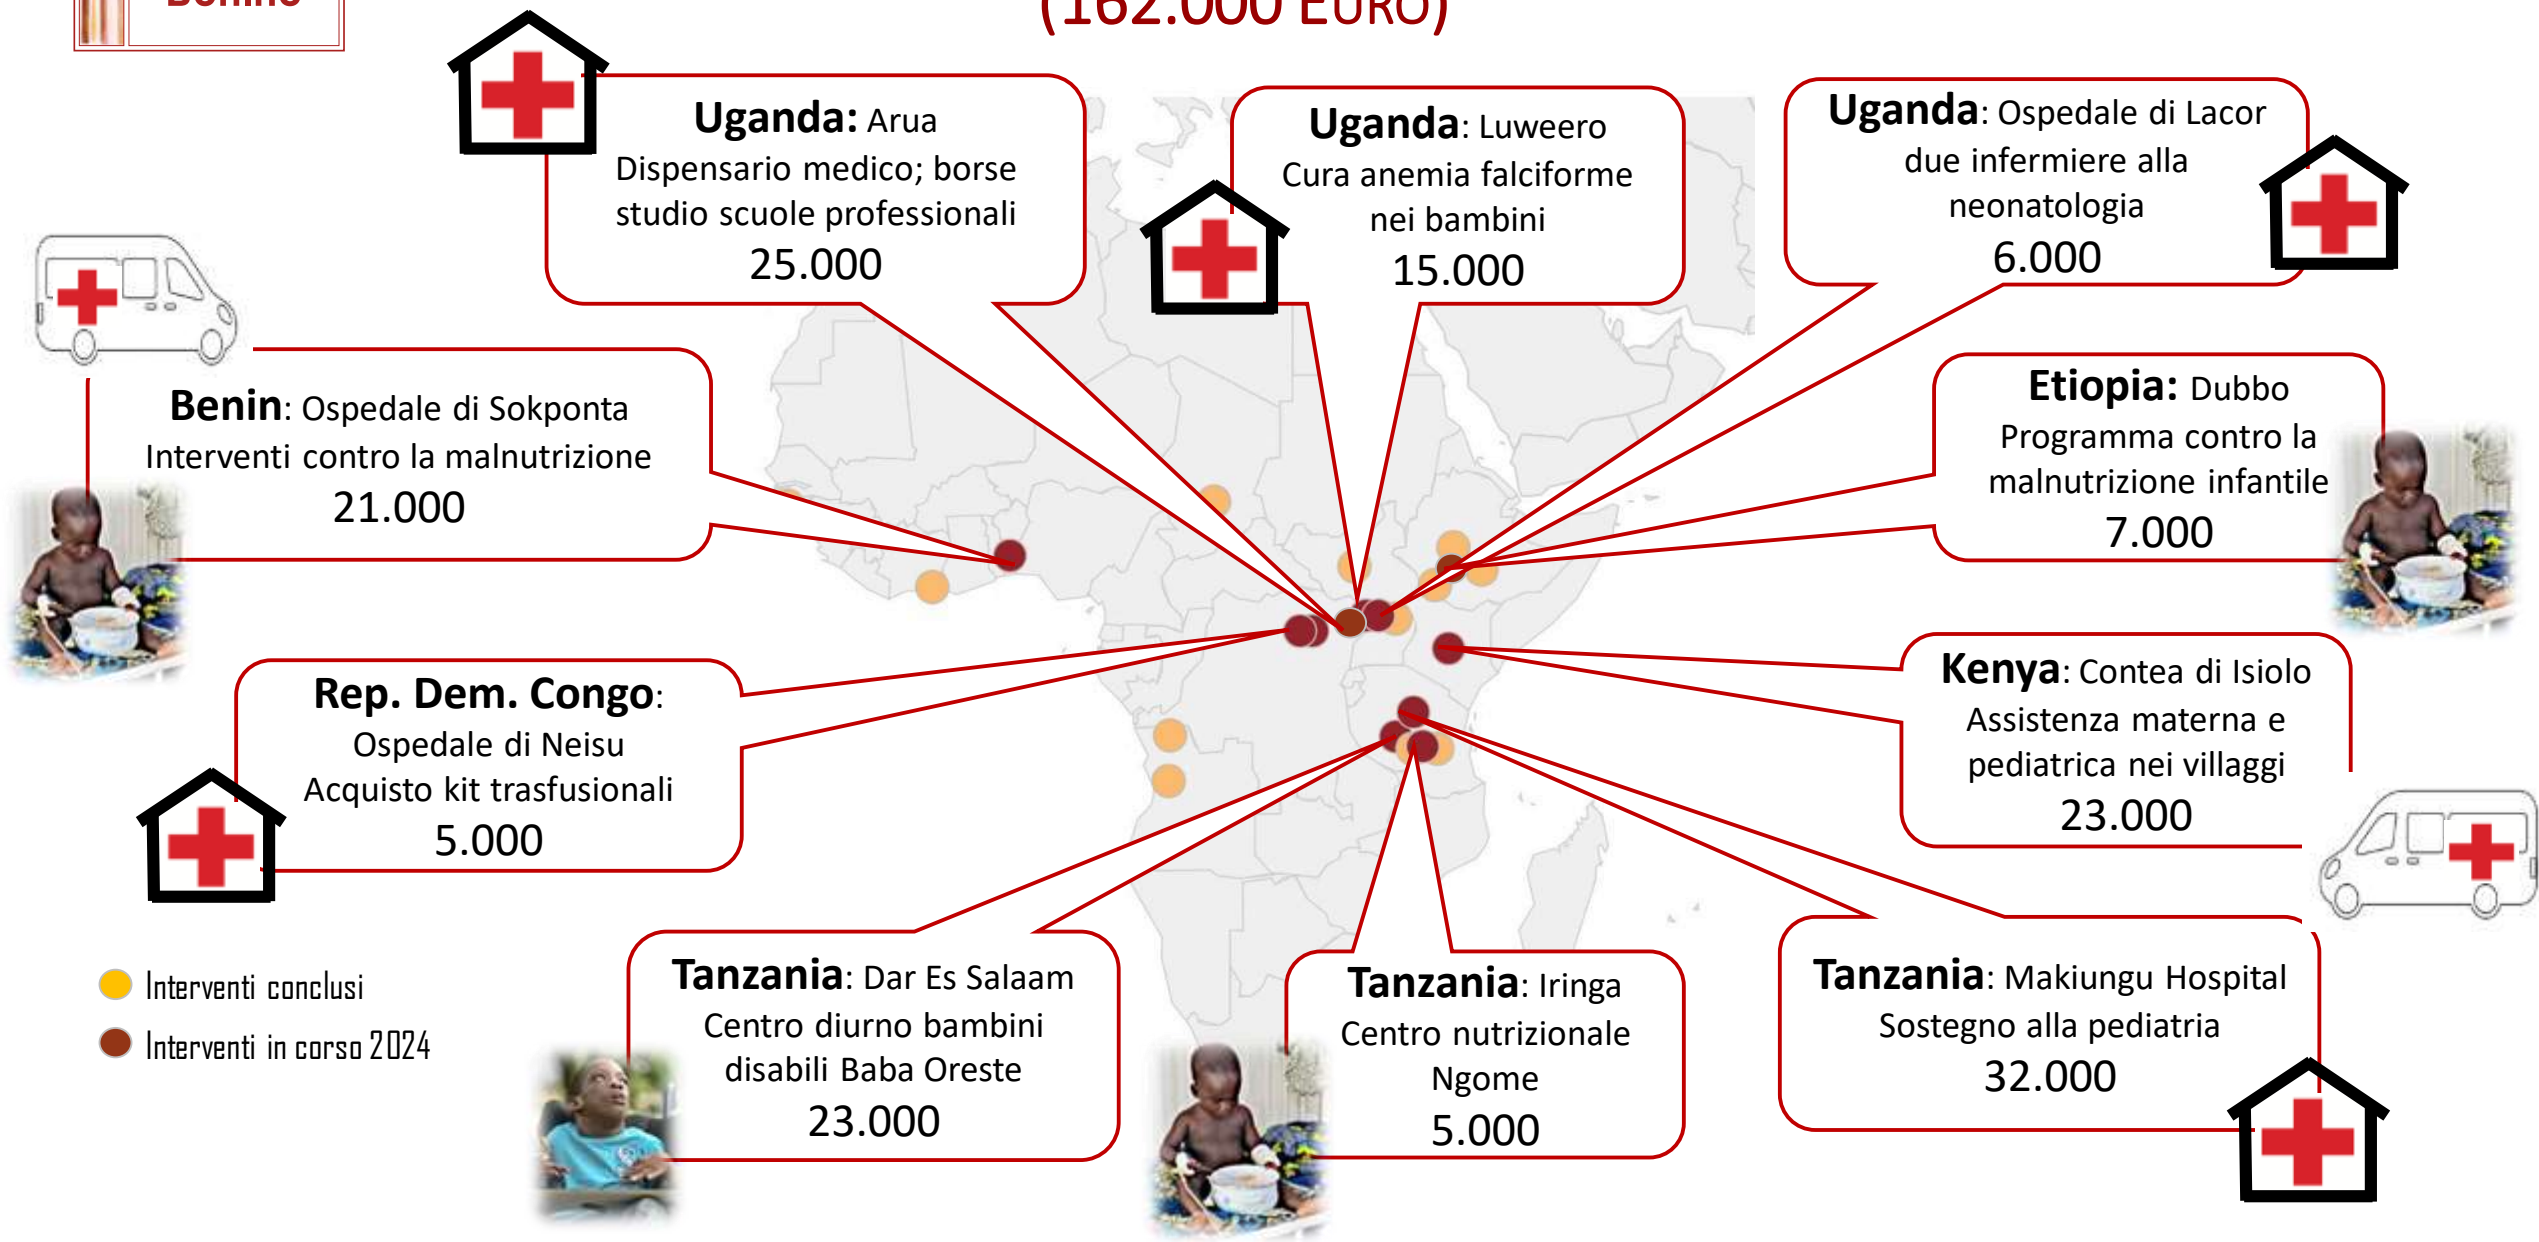 (162.000 EURO)
Uganda: Arua
Dispensario medico; borse
studio scuole professionali
25.000
Uganda: Luweero
Cura anemia falciforme
nei bambini
15.000
Uganda: Ospedale di Lacor
due infermiere alla
neonatologia
6.000
Benin: Ospedale di Sokponta
Interventi contro la malnutrizione
21.000
Etiopia: Dubbo
Programma contro la
malnutrizione infantile
7.000
Rep. Dem. Congo:
Ospedale di Neisu
Acquisto kit trasfusionali
5.000
Kenya: Contea di Isiolo
Assistenza materna e
pediatrica nei villaggi
23.000
Interventi conclusi
Interventi in corso 2024
Tanzania: Dar Es Salaam
Centro diurno bambini
disabili Baba Oreste
23.000
Tanzania: Iringa
Centro nutrizionale
Ngome
5.000
Tanzania: Makiungu Hospital
Sostegno alla pediatria
32.000